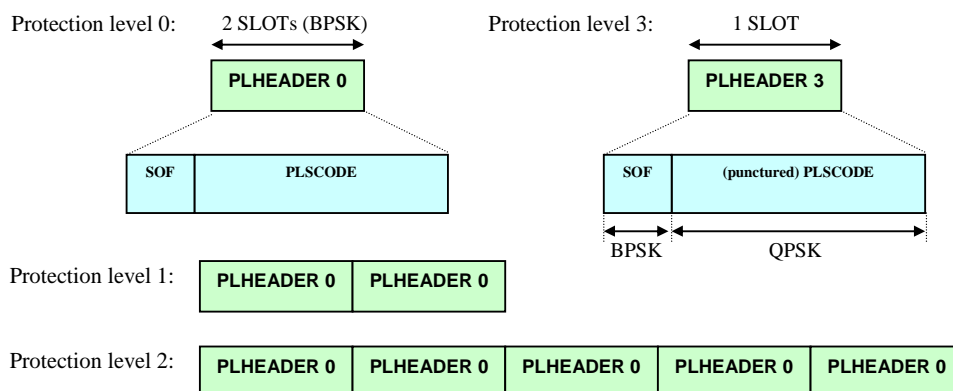 Protection level 0: 2 SLOTs (BPSK) Protection level 3: 1 SLOT
PLHEADER 0 PLHEADER 3
SOF PLSCODE SOF (punctured) PLSCODE
BPSK QPSK
Protection level 1: PLHEADER 0 PLHEADER 0
Protection level 2: PLHEADER 0 PLHEADER 0 PLHEADER 0 PLHEADER 0 PLHEADER 0